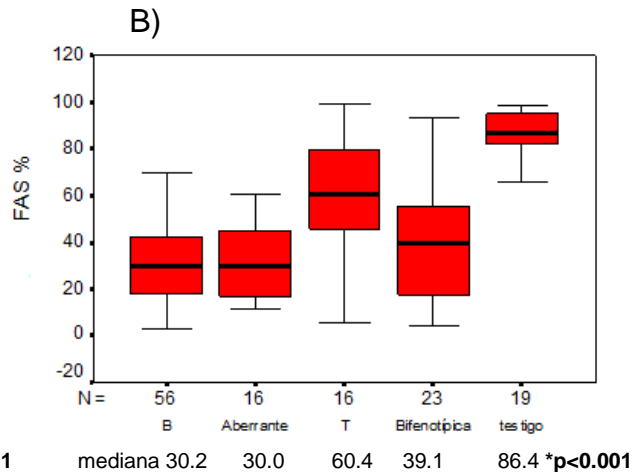 B)
120
100
80
60
40
20
0
-20
FAS %
N = 56 16 16 23 19
B Aberrante T Bifenotípica testigo
1 mediana 30.2 30.0 60.4 39.1 86.4 *p<0.001